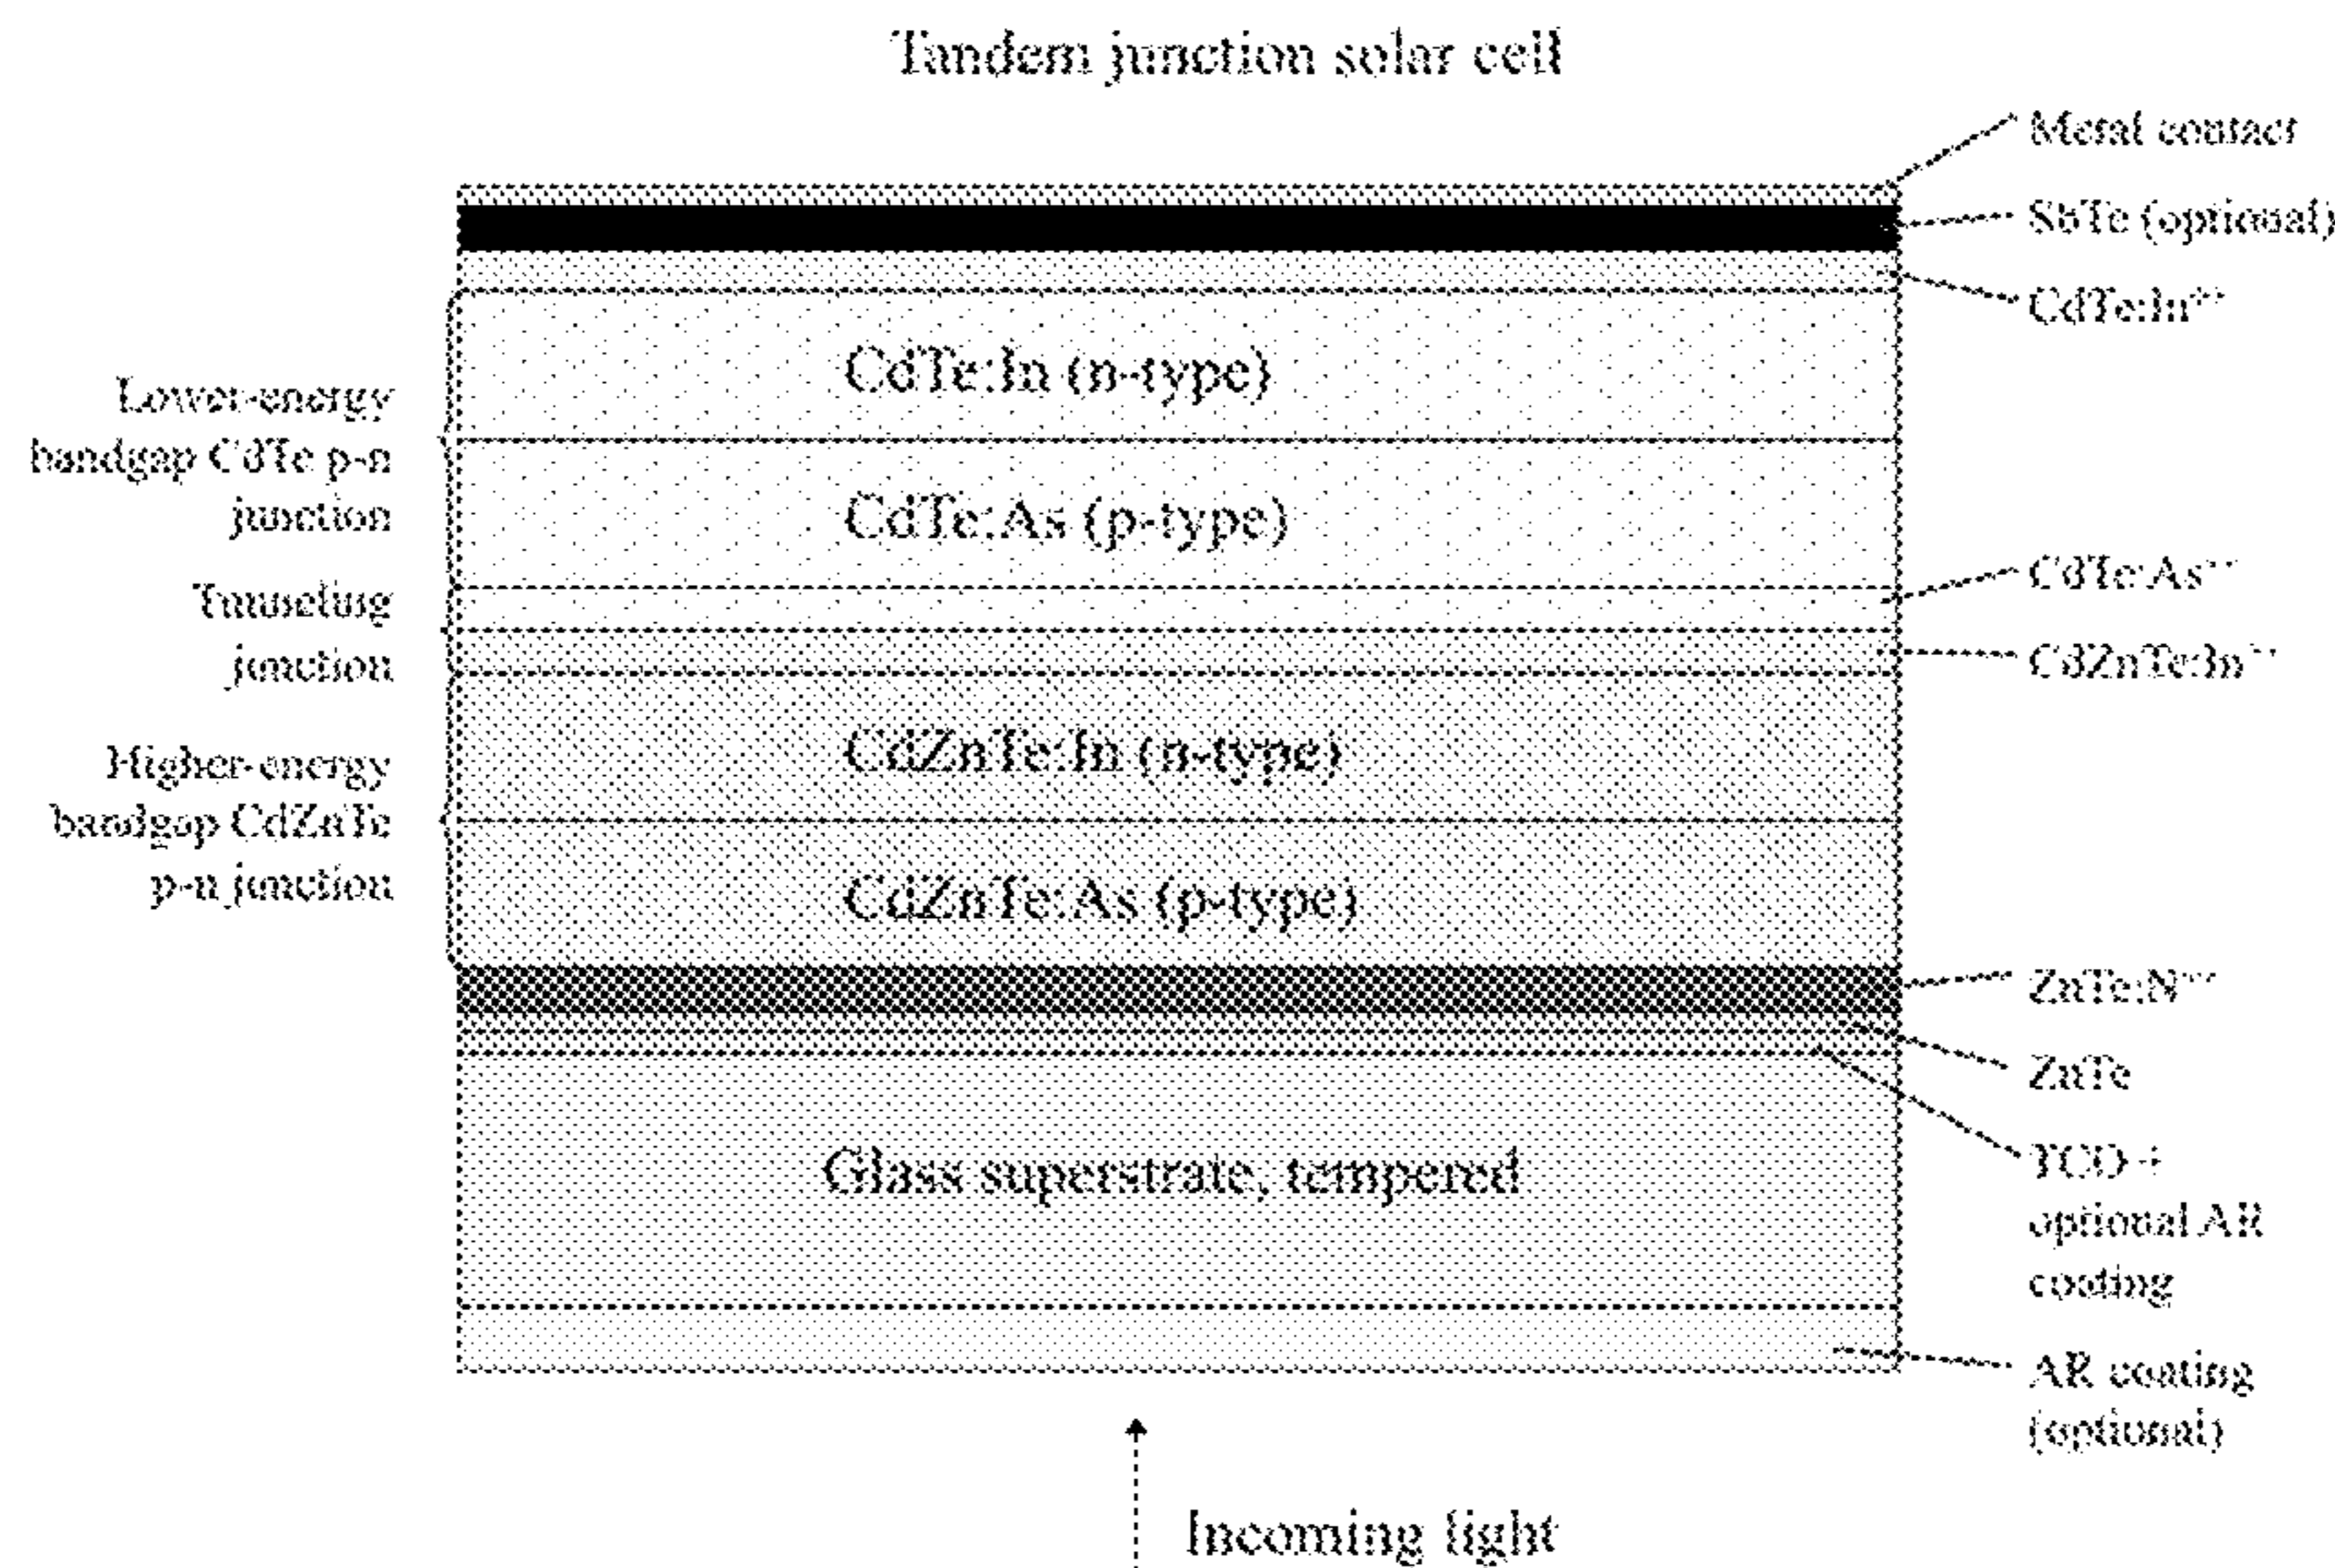 Tandem junction solar cell
Metal contact
SbTe (optional)
CdTe:In⁺⁺
CdTe:In (n-type)
Lower-energy
bandgap CdTe p-n
junction
CdTe:As (p-type)
CdTe:As⁺⁺
Tunneling
junction
CdZnTe:In⁺⁺
CdZnTe:In (n-type)
Higher-energy
bandgap CdZnTe
p-n junction
CdZnTe:As (p-type)
ZnTe:N⁺⁺
ZnTe
Glass superstrate, tempered
TCO +
optional AR
coating
AR coating
(optional)
Incoming light